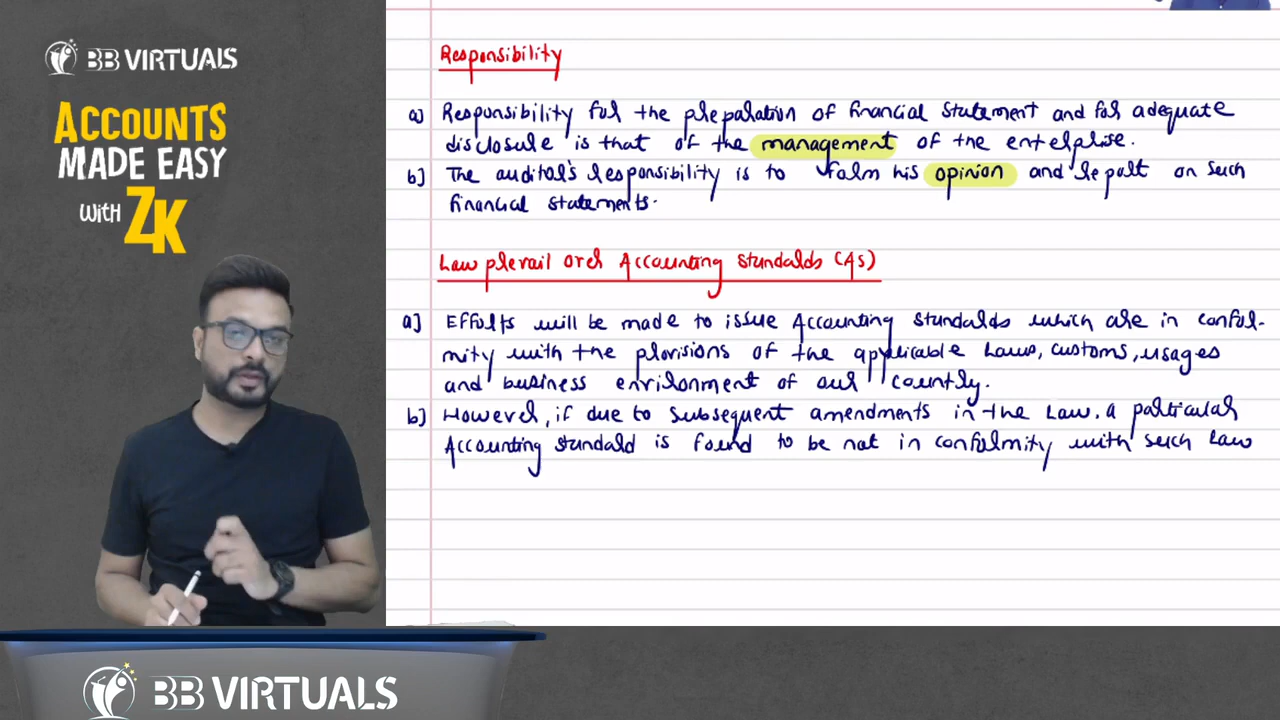 BB VIRTUALS
ACCOUNTS
MADE EASY
with ZK
Responsibility
a] Responsibility for the preparation of financial statement and for adequate
disclosure is that of the management of the enterprise.
b] The auditor's responsibility is to form his opinion and report on such
financial statements.
Law prevail over Accounting Standards (AS)
a] Efforts will be made to issue Accounting Standards which are in confor-
mity with the provisions of the applicable Laws, customs, usages
and business environment of our country.
b] However, if due to subsequent amendments in the Law, a particular
Accounting Standard is found to be not in conformity with such law
BB VIRTUALS